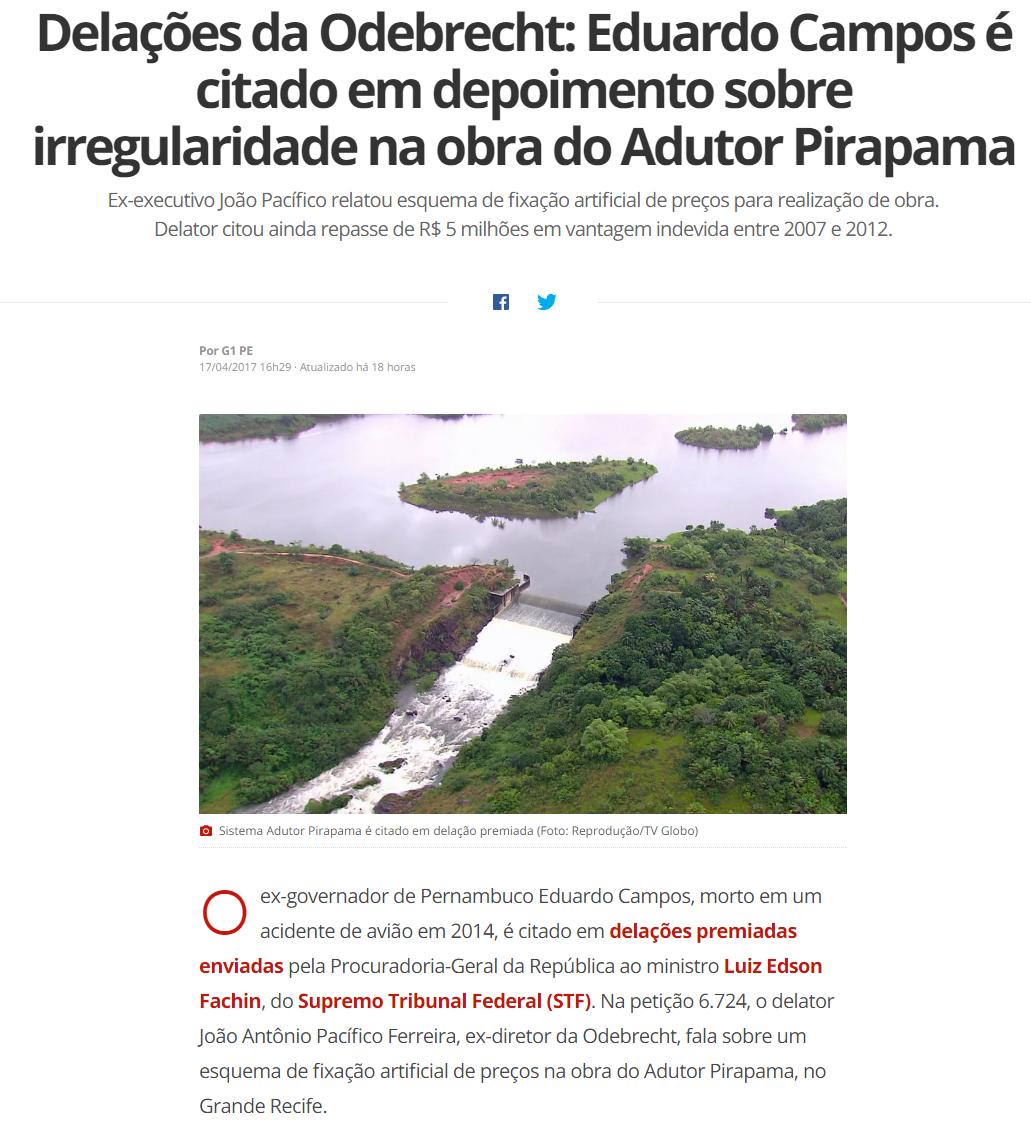 Delações da Odebrecht: Eduardo Campos é
citado em depoimento sobre
irregularidade na obra do Adutor Pirapama
Ex-executivo João Pacífico relatou esquema de fixação artificial de preços para realização de obra.
Delator citou ainda repasse de R$ 5 milhões em vantagem indevida entre 2007 e 2012.
Por G1 PE
17/04/2017 16h29 · Atualizado há 18 horas
Sistema Adutor Pirapama é citado em delação premiada (Foto: Reprodução/TV Globo)
O ex-governador de Pernambuco Eduardo Campos, morto em um
acidente de avião em 2014, é citado em delações premiadas
enviadas pela Procuradoria-Geral da República ao ministro Luiz Edson
Fachin, do Supremo Tribunal Federal (STF). Na petição 6.724, o delator
João Antônio Pacífico Ferreira, ex-diretor da Odebrecht, fala sobre um
esquema de fixação artificial de preços na obra do Adutor Pirapama, no
Grande Recife.